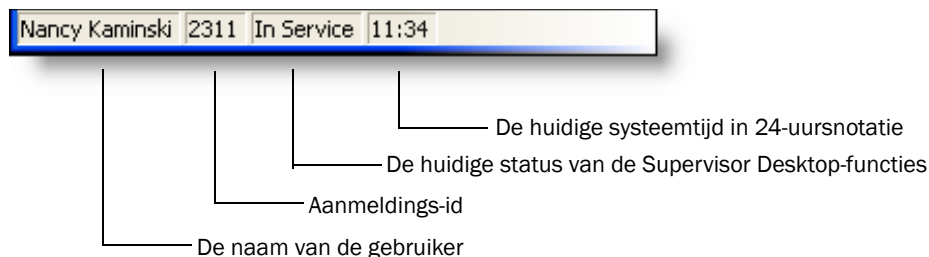 Nancy Kaminski 2311 In Service 11:34
De huidige systeemtijd in 24-uursnotatie
De huidige status van de Supervisor Desktop-functies
Aanmeldings-id
De naam van de gebruiker